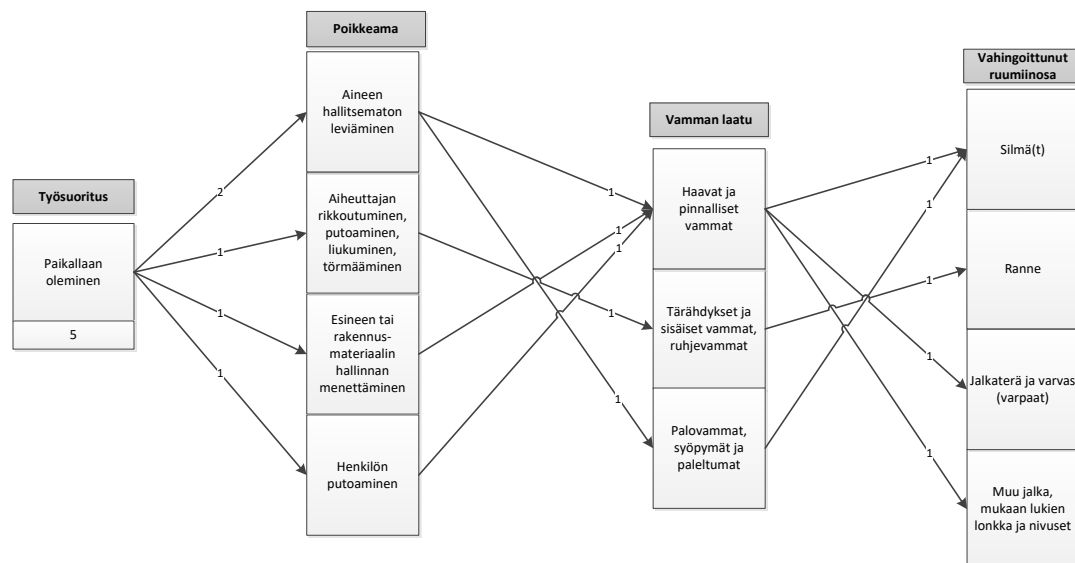 Työsuoritus
Paikallaan
oleminen
5
2
1
1
1
Poikkeama
Aineen
hallitsematon
leviäminen
Aiheuttajan
rikkoutuminen,
putoaminen,
liukuminen,
törmääminen
Esineen tai
rakennus-
materiaalin
hallinnan
menettäminen
Henkilön
putoaminen
1
1
1
1
1
Vamman laatu
Haavat ja
pinnalliset
vammat
Tärähdykset ja
sisäiset vammat,
ruhjevammat
Palovammat,
syöpymät ja
paleltumat
1
1
1
1
1
Vahingoittunut
ruumiinosa
Silmä(t)
Ranne
Jalkaterä ja varvas
(varpaat)
Muu jalka,
mukaan lukien
lonkka ja nivuset